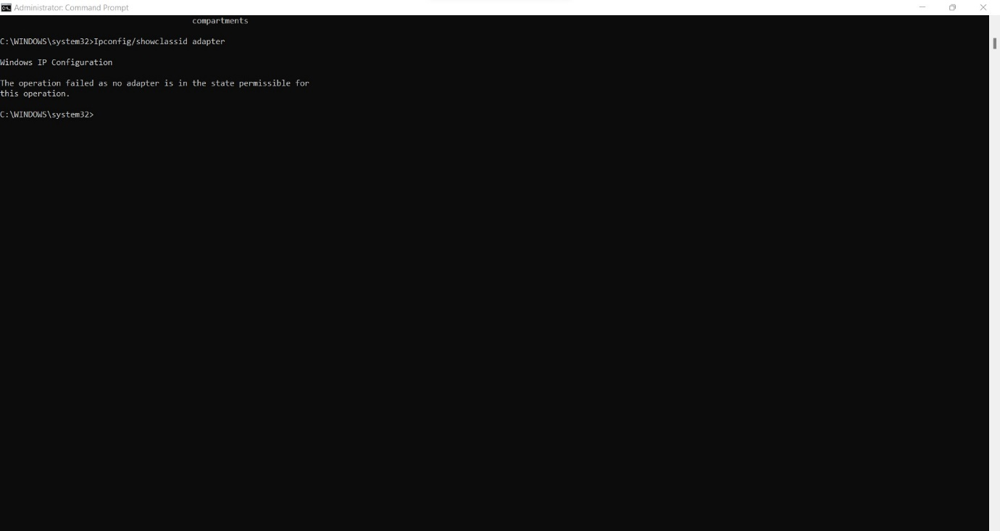 Administrator: Command Prompt
compartments
C:\WINDOWS\system32>Ipconfig/showclassid adapter
Windows IP Configuration
The operation failed as no adapter is in the state permissible for
this operation.
C:\WINDOWS\system32>